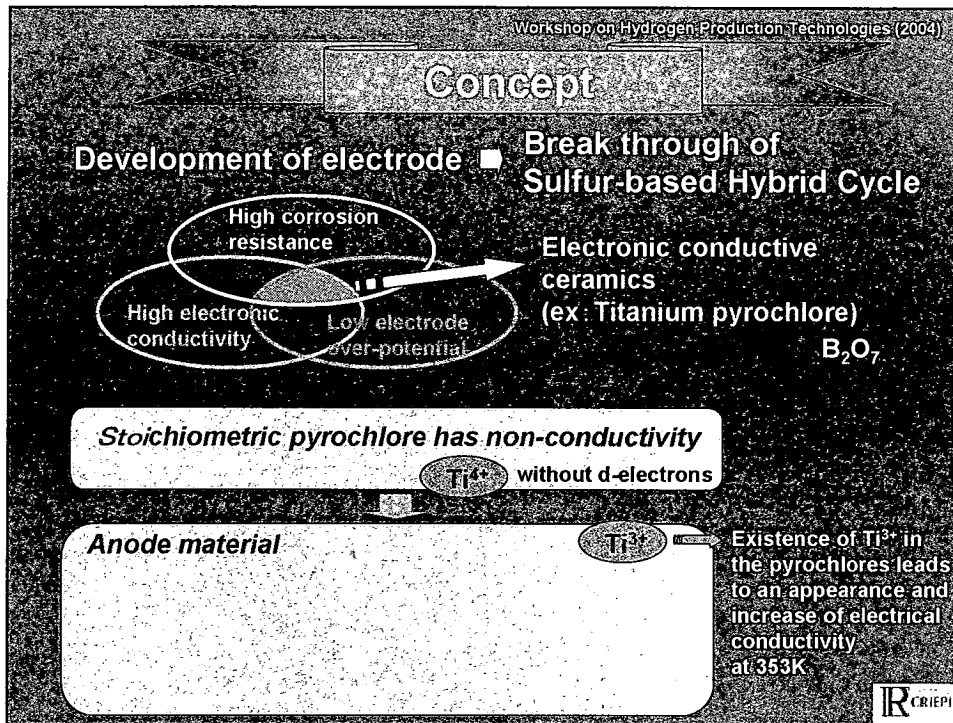 Workshop on Hydrogen Production Technologies (2004)
Concept
Development of electrode
Break through of
Sulfur-based Hybrid Cycle
High corrosion
resistance
High electronic
conductivity
Low electrode
over-potential
Electronic conductive
ceramics
(ex : Titanium pyrochlore)
B₂O₇
Stoichiometric pyrochlore has non-conductivity
Ti⁴⁺ without d-electrons
Anode material
Ti³⁺
Existence of Ti³⁺ in
the pyrochlores leads
to an appearance and
increase of electrical
conductivity
at 353K
CRIEPI